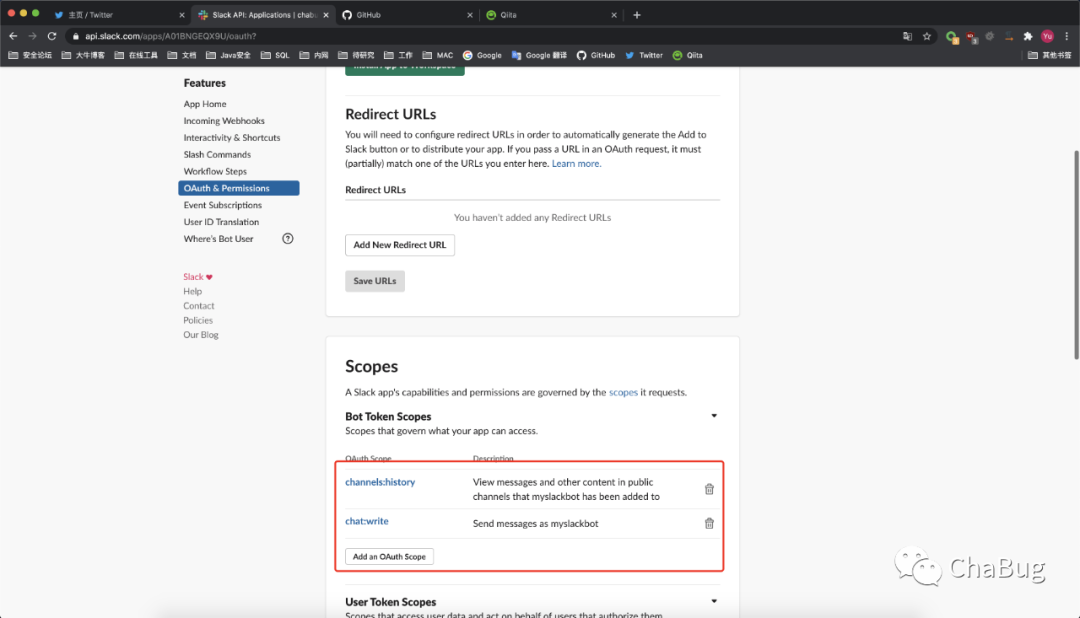 主页 / Twitter
Slack API: Applications | chabu
GitHub
Qiita
api.slack.com/apps/A01BNGEQX9U/oauth?
Yu
安全论坛
大牛博客
在线工具
文档
Java安全
SQL
内网
待研究
工作
MAC
Google
Google 翻译
GitHub
Twitter
Qiita
其他书签
Install App to Workspace
Features
App Home
Incoming Webhooks
Interactivity & Shortcuts
Slash Commands
Workflow Steps
OAuth & Permissions
Event Subscriptions
User ID Translation
Where's Bot User
Slack ♥
Help
Contact
Policies
Our Blog
Redirect URLs
You will need to configure redirect URLs in order to automatically generate the Add to
Slack button or to distribute your app. If you pass a URL in an OAuth request, it must
(partially) match one of the URLs you enter here. Learn more.
Redirect URLs
You haven't added any Redirect URLs
Add New Redirect URL
Save URLs
Scopes
A Slack app's capabilities and permissions are governed by the scopes it requests.
Bot Token Scopes
Scopes that govern what your app can access.
OAuth Scope Description
channels:history
View messages and other content in public
channels that myslackbot has been added to
chat:write
Send messages as myslackbot
Add an OAuth Scope
User Token Scopes
Scopes that access user data and act on behalf of users that authorize them.
ChaBug